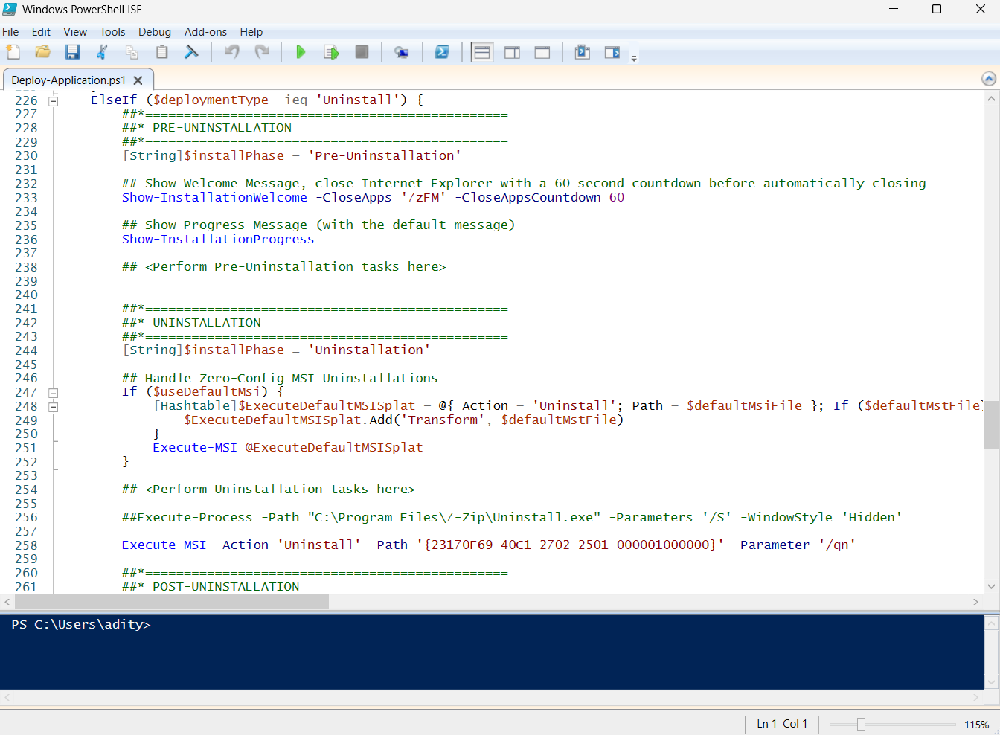 Windows PowerShell ISE
File Edit View Tools Debug Add-ons Help
Deploy-Application.ps1
226 ElseIf ($deploymentType -ieq 'Uninstall') {
227 ##*===============================================
228 ##* PRE-UNINSTALLATION
229 ##*===============================================
230 [String]$installPhase = 'Pre-Uninstallation'
231
232 ## Show Welcome Message, close Internet Explorer with a 60 second countdown before automatically closing
233 Show-InstallationWelcome -CloseApps '7zFM' -CloseAppsCountdown 60
234
235 ## Show Progress Message (with the default message)
236 Show-InstallationProgress
237
238 ## <Perform Pre-Uninstallation tasks here>
239
240
241 ##*===============================================
242 ##* UNINSTALLATION
243 ##*===============================================
244 [String]$installPhase = 'Uninstallation'
245
246 ## Handle Zero-Config MSI Uninstallations
247 If ($useDefaultMsi) {
248 [Hashtable]$ExecuteDefaultMSISplat = @{ Action = 'Uninstall'; Path = $defaultMsiFile }; If ($defaultMstFile)
249 $ExecuteDefaultMSISplat.Add('Transform', $defaultMstFile)
250 }
251 Execute-MSI @ExecuteDefaultMSISplat
252 }
253
254 ## <Perform Uninstallation tasks here>
255
256 ##Execute-Process -Path "C:\Program Files\7-Zip\Uninstall.exe" -Parameters '/S' -WindowStyle 'Hidden'
257
258 Execute-MSI -Action 'Uninstall' -Path '{23170F69-40C1-2702-2501-000001000000}' -Parameter '/qn'
259
260 ##*===============================================
261 ##* POST-UNINSTALLATION
PS C:\Users\adity>
Ln 1 Col 1
115%